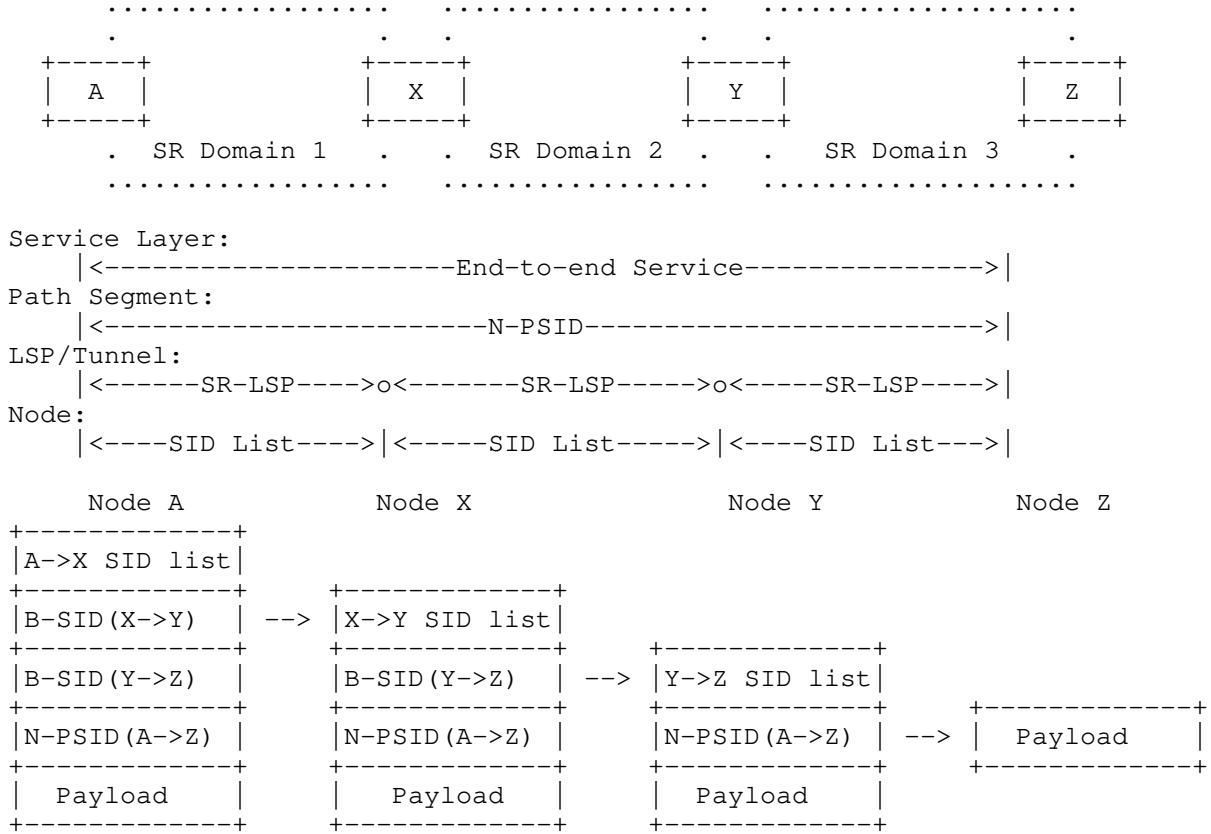 .................. ................. ....................
. . . . . .
+-----+ +-----+ +-----+ +-----+
| A | | X | | Y | | Z |
+-----+ +-----+ +-----+ +-----+
. SR Domain 1 . . SR Domain 2 . . SR Domain 3 .
.................. ................. ....................
Service Layer:
|<----------------------End-to-end Service--------------->|
Path Segment:
|<------------------------N-PSID------------------------->|
LSP/Tunnel:
|<------SR-LSP---->o<-------SR-LSP----->o<-----SR-LSP---->|
Node:
|<----SID List---->|<-----SID List----->|<----SID List--->|
Node A Node X Node Y Node Z
+-------------+
|A->X SID list|
+-------------+ +-------------+
|B-SID(X->Y) | --> |X->Y SID list|
+-------------+ +-------------+ +-------------+
|B-SID(Y->Z) | |B-SID(Y->Z) | --> |Y->Z SID list|
+-------------+ +-------------+ +-------------+ +-------------+
|N-PSID(A->Z) | |N-PSID(A->Z) | |N-PSID(A->Z) | --> | Payload |
+-------------+ +-------------+ +-------------+ +-------------+
| Payload | | Payload | | Payload |
+-------------+ +-------------+ +-------------+